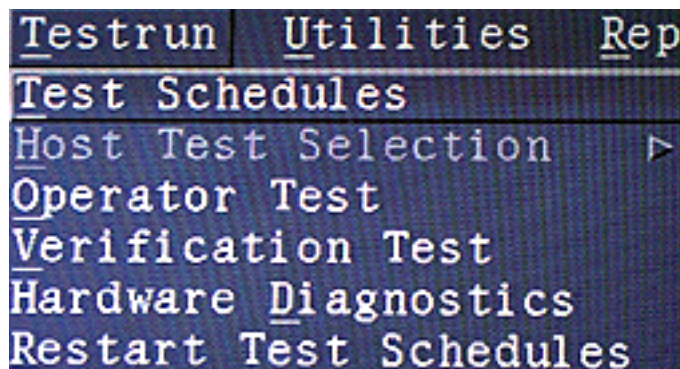 Testrun Utilities Rep
Test Schedules
Host Test Selection
Operator Test
Verification Test
Hardware Diagnostics
Restart Test Schedules